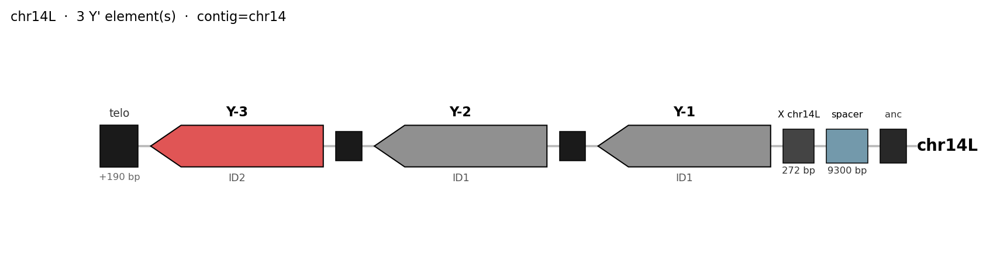 chr14L · 3 Y' element(s) · contig=chr14
telo
Y-3
Y-2
Y-1
X chr14L
spacer
anc
chr14L
+190 bp
ID2
ID1
ID1
272 bp
9300 bp